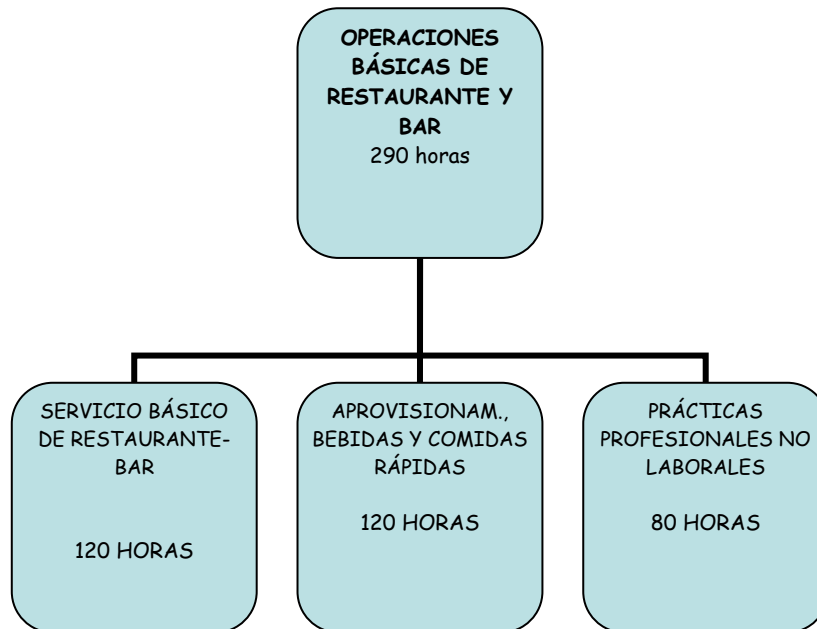 OPERACIONES
BÁSICAS DE
RESTAURANTE Y
BAR
290 horas
SERVICIO BÁSICO
DE RESTAURANTE-
BAR
120 HORAS
APROVISIONAM.,
BEBIDAS Y COMIDAS
RÁPIDAS
120 HORAS
PRÁCTICAS
PROFESIONALES NO
LABORALES
80 HORAS